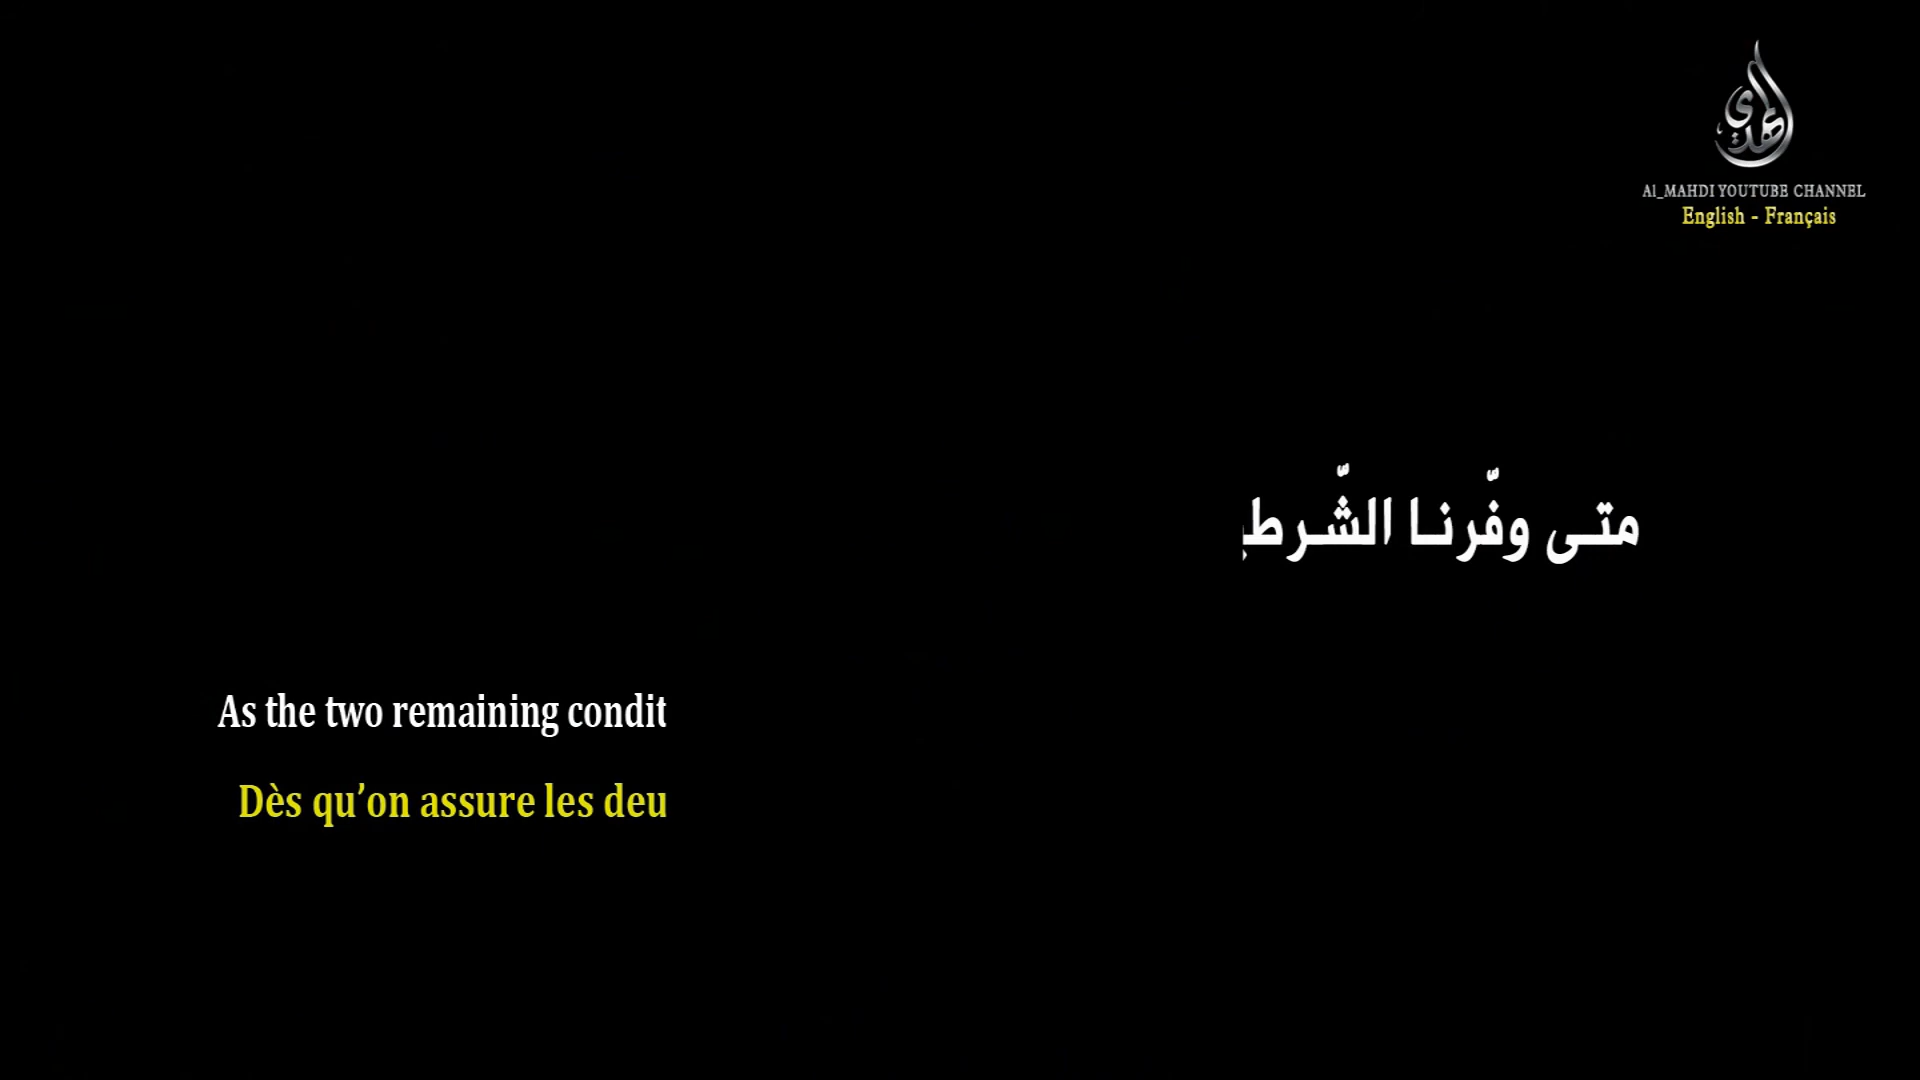 المهدي
Al_MAHDI YOUTUBE CHANNEL
English - Français
متى وفّرنا الشّرط
As the two remaining condit
Dès qu’on assure les deu